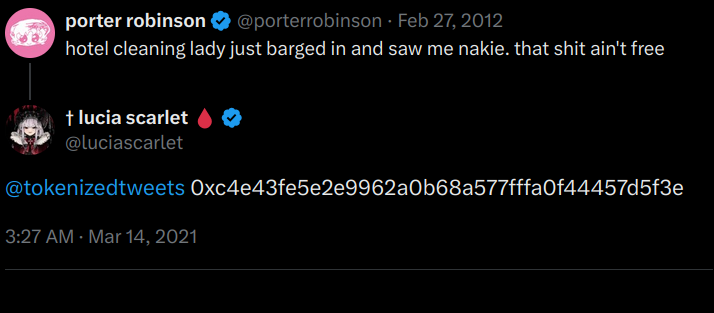 porter robinson @porterrobinson · Feb 27, 2012
hotel cleaning lady just barged in and saw me nakie. that shit ain't free
† lucia scarlet 🩸
@luciascarlet
@tokenizedtweets 0xc4e43fe5e2e9962a0b68a577fffa0f44457d5f3e
3:27 AM · Mar 14, 2021